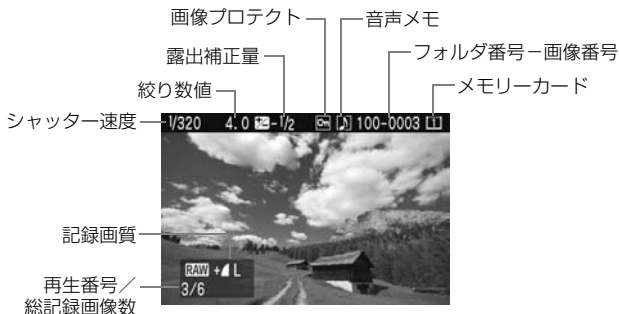 画像プロテクト
音声メモ
露出補正量
フォルダ番号－画像番号
絞り数値
メモリーカード
シャッター速度
1/320 4.0 -1/2 100-0003 1
記録画質
RAW + L
3/6
再生番号／
総記録画像数